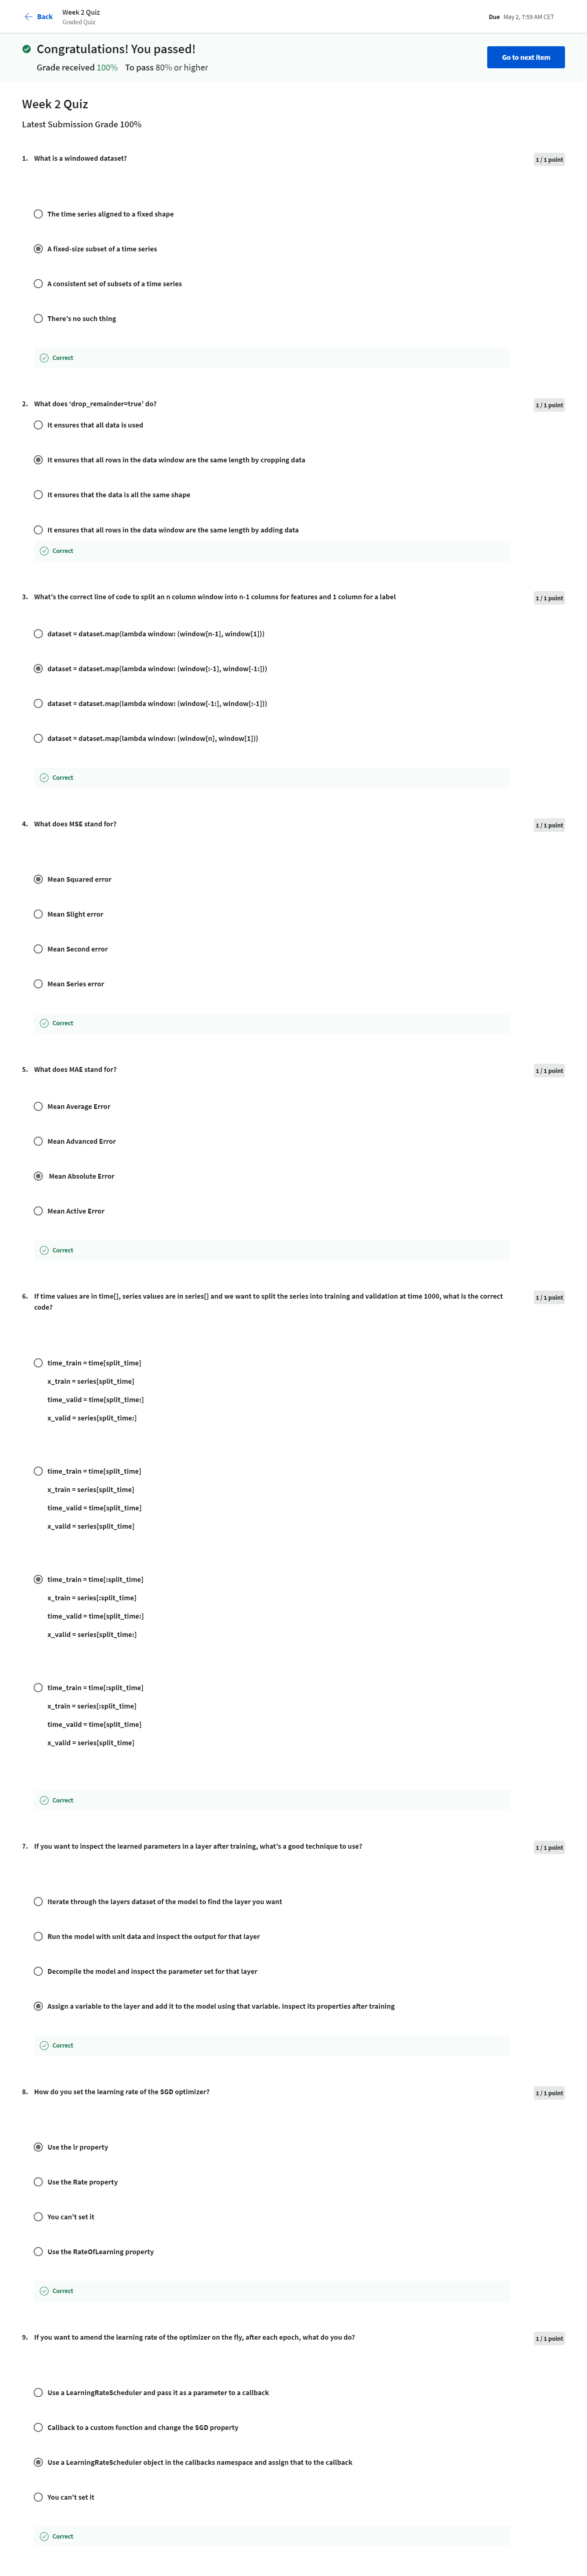 Back
Week 2 Quiz
Graded Quiz
Due May 2, 7:59 AM CET
Congratulations! You passed!
Grade received 100% To pass 80% or higher
Go to next item
Week 2 Quiz
Latest Submission Grade 100%
1. What is a windowed dataset?
1 / 1 point
The time series aligned to a fixed shape
A fixed-size subset of a time series
A consistent set of subsets of a time series
There's no such thing
Correct
2. What does ‘drop_remainder=true’ do?
1 / 1 point
It ensures that all data is used
It ensures that all rows in the data window are the same length by cropping data
It ensures that the data is all the same shape
It ensures that all rows in the data window are the same length by adding data
Correct
3. What's the correct line of code to split an n column window into n-1 columns for features and 1 column for a label
1 / 1 point
dataset = dataset.map(lambda window: (window[n-1], window[1]))
dataset = dataset.map(lambda window: (window[:-1], window[-1:]))
dataset = dataset.map(lambda window: (window[-1:], window[:-1]))
dataset = dataset.map(lambda window: (window[n], window[1]))
Correct
4. What does MSE stand for?
1 / 1 point
Mean Squared error
Mean Slight error
Mean Second error
Mean Series error
Correct
5. What does MAE stand for?
1 / 1 point
Mean Average Error
Mean Advanced Error
Mean Absolute Error
Mean Active Error
Correct
6. If time values are in time[], series values are in series[] and we want to split the series into training and validation at time 1000, what is the correct
code?
1 / 1 point
time_train = time[split_time]
x_train = series[split_time]
time_valid = time[split_time:]
x_valid = series[split_time:]
time_train = time[split_time]
x_train = series[split_time]
time_valid = time[split_time]
x_valid = series[split_time]
time_train = time[:split_time]
x_train = series[:split_time]
time_valid = time[split_time:]
x_valid = series[split_time:]
time_train = time[:split_time]
x_train = series[:split_time]
time_valid = time[split_time]
x_valid = series[split_time]
Correct
7. If you want to inspect the learned parameters in a layer after training, what's a good technique to use?
1 / 1 point
Iterate through the layers dataset of the model to find the layer you want
Run the model with unit data and inspect the output for that layer
Decompile the model and inspect the parameter set for that layer
Assign a variable to the layer and add it to the model using that variable. Inspect its properties after training
Correct
8. How do you set the learning rate of the SGD optimizer?
1 / 1 point
Use the lr property
Use the Rate property
You can't set it
Use the RateOfLearning property
Correct
9. If you want to amend the learning rate of the optimizer on the fly, after each epoch, what do you do?
1 / 1 point
Use a LearningRateScheduler and pass it as a parameter to a callback
Callback to a custom function and change the SGD property
Use a LearningRateScheduler object in the callbacks namespace and assign that to the callback
You can't set it
Correct